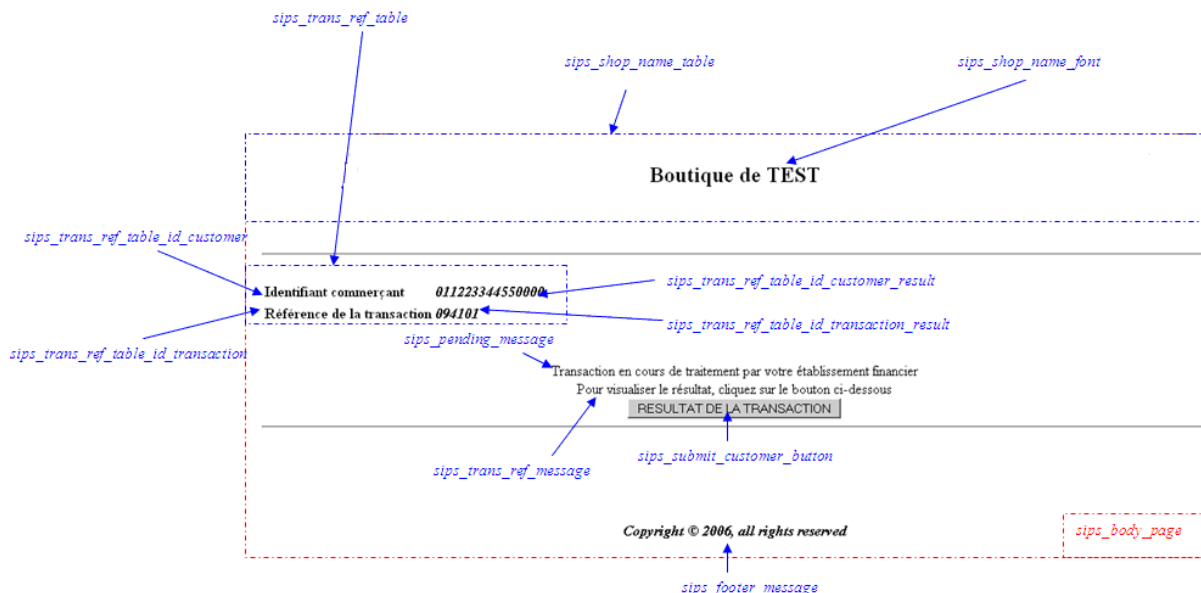 sips_trans_ref_table
sips_shop_name_table
sips_shop_name_font
Boutique de TEST
sips_trans_ref_table_id_customer
Identifiant commerçant 011223344550000
sips_trans_ref_table_id_customer_result
Référence de la transaction 094101
sips_trans_ref_table_id_transaction_result
sips_pending_message
sips_trans_ref_table_id_transaction
Transaction en cours de traitement par votre établissement financier
Pour visualiser le résultat, cliquez sur le bouton ci-dessous
RESULTAT DE LA TRANSACTION
sips_submit_customer_button
sips_trans_ref_message
Copyright © 2006, all rights reserved
sips_body_page
sips_footer_message